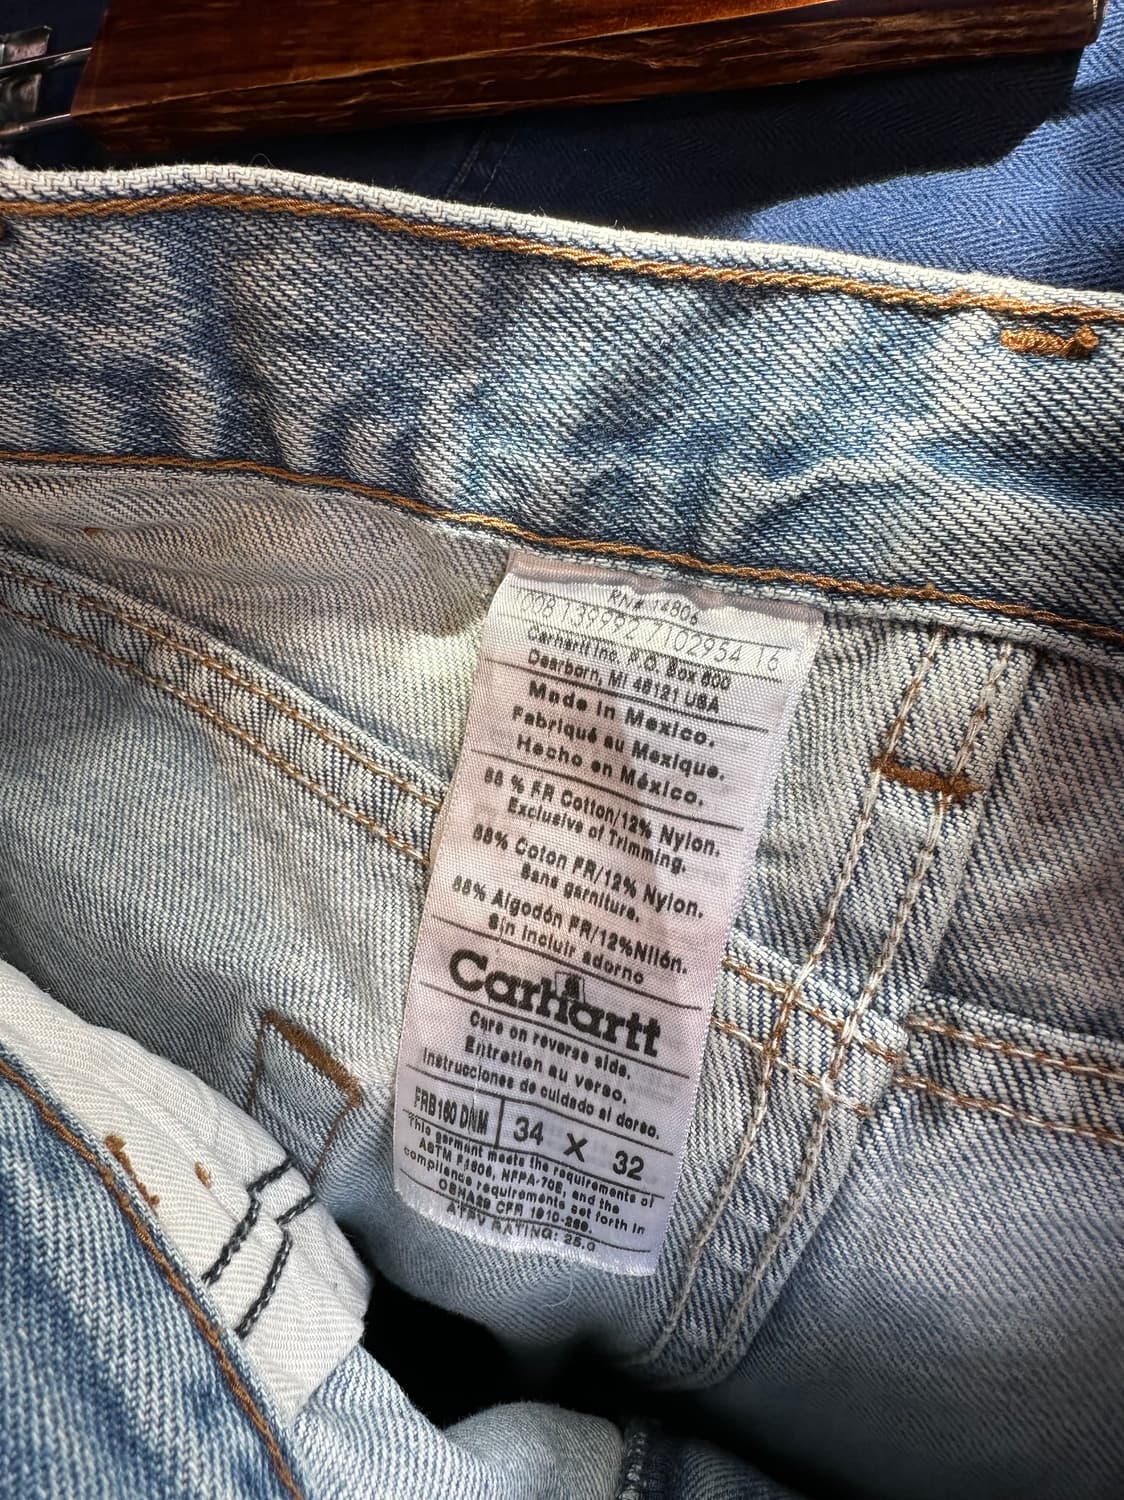 RN# 14806
1008139992 7102954 16
Carhartt Inc. P.O. Box 600
Dearborn, MI 48121 USA
Made in Mexico.
Fabriqué au Mexique.
Hecho en México.
88 % FR Cotton/12% Nylon.
Exclusive of Trimming.
88% Coton FR/12% Nylon.
Sans garniture.
88% Algodón FR/12%Nilón.
Sin incluir adorno
Carhartt
Care on reverse side.
Entretien au verso.
Instrucciones de cuidado al dorso.
FRB160 DNM 34 X 32
This garment meets the requirements of
ASTM F1506, NFPA-70E, and the
compliance requirements set forth in
OSHA29 CFR 1910-269.
ATPV RATING: 25.0